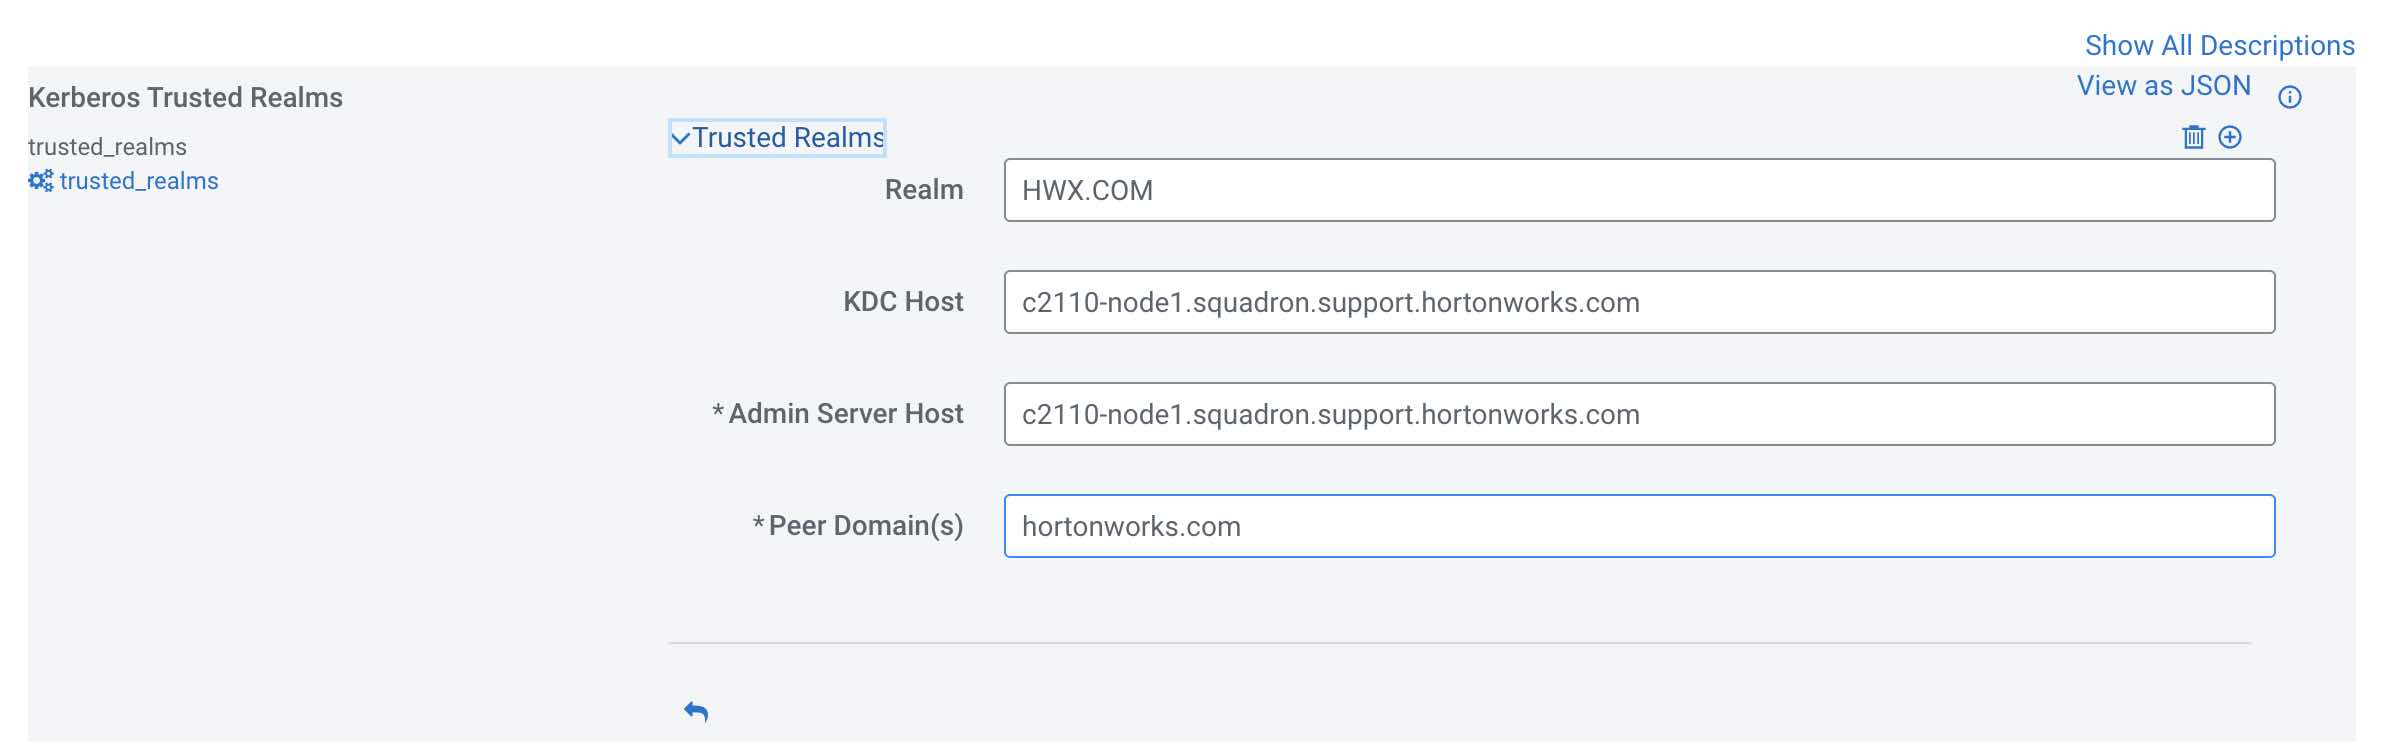 Show All Descriptions
Kerberos Trusted Realms
View as JSON
trusted_realms
Trusted Realms
trusted_realms
Realm
HWX.COM
KDC Host
c2110-node1.squadron.support.hortonworks.com
*Admin Server Host
c2110-node1.squadron.support.hortonworks.com
*Peer Domain(s)
hortonworks.com